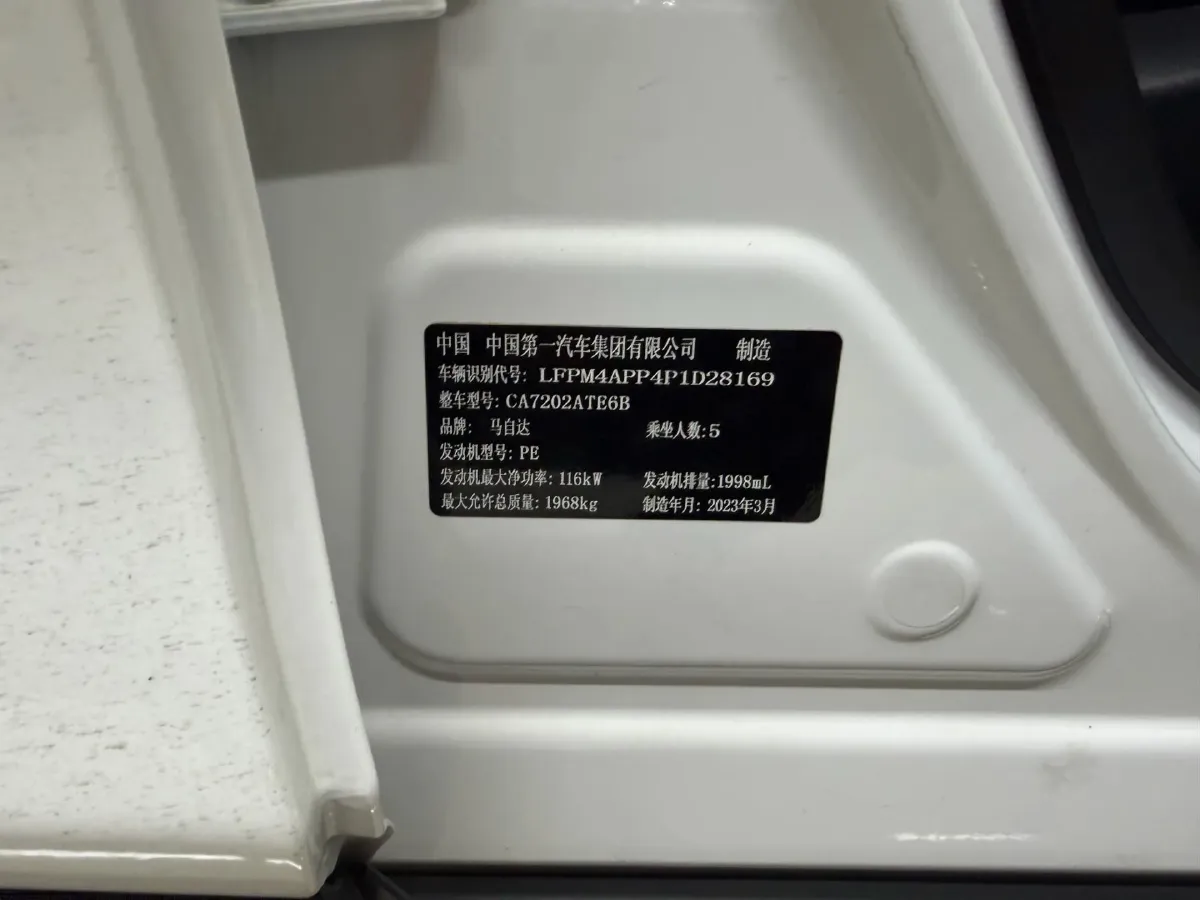 中国 中国第一汽车集团有限公司 制造
车辆识别代号: LFPM4APP4P1D28169
整车型号: CA7202ATE6B
品牌: 马自达 乘坐人数: 5
发动机型号: PE
发动机最大净功率: 116kW 发动机排量: 1998mL
最大允许总质量: 1968kg 制造年月: 2023年3月